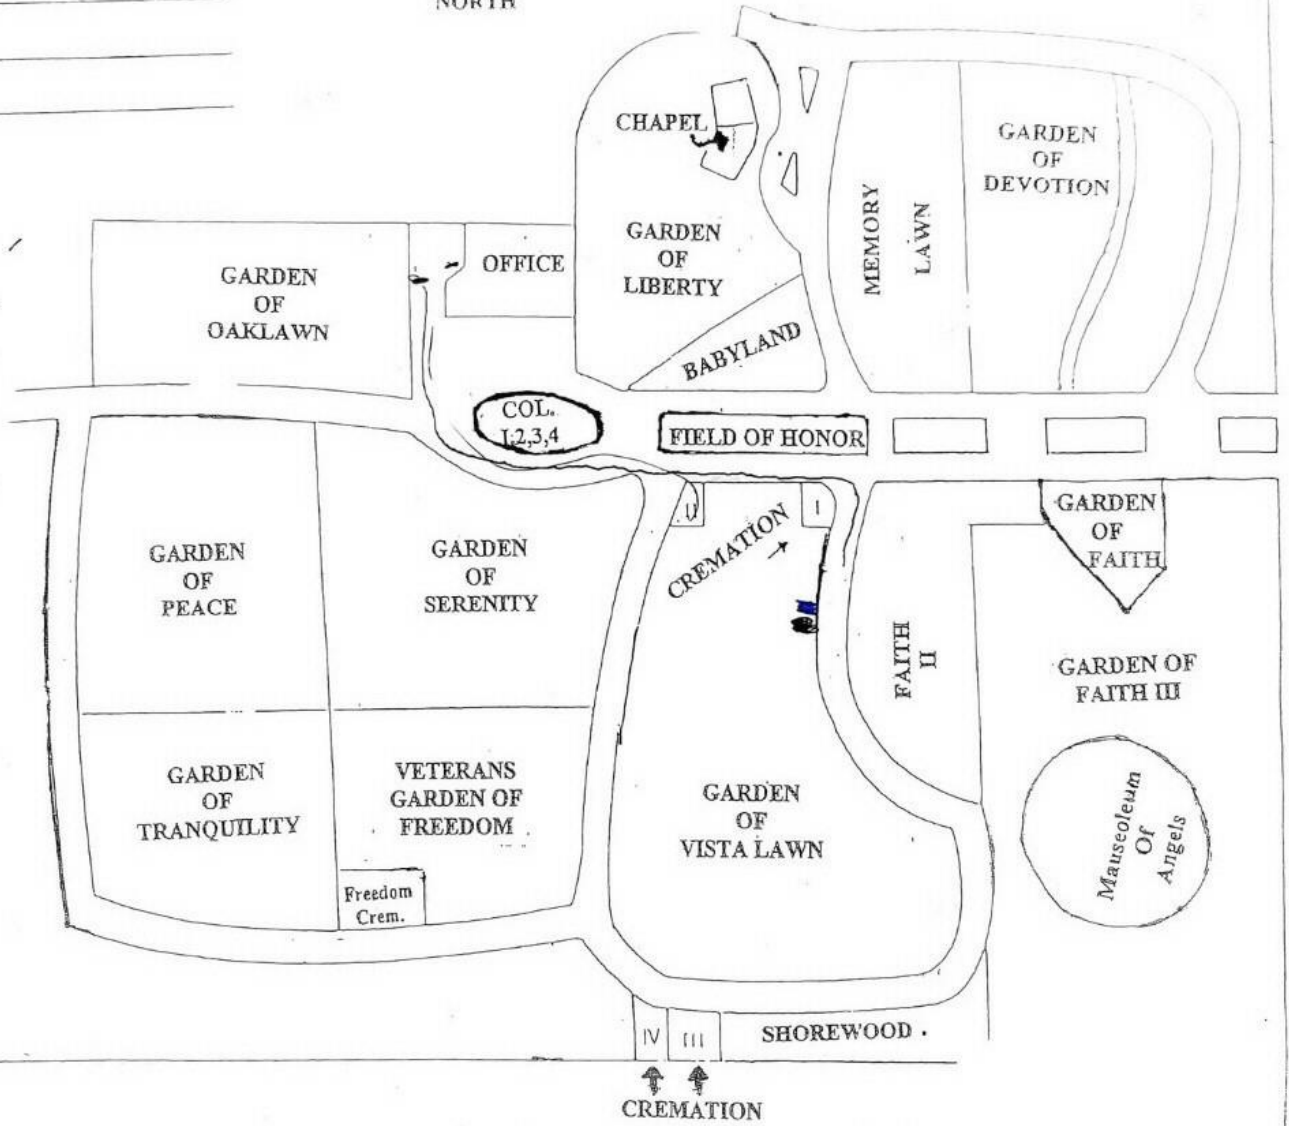 NORTH
CHAPEL
GARDEN
OF
DEVOTION
MEMORY
LAWN
GARDEN
OF
LIBERTY
OFFICE
GARDEN
OF
OAKLAWN
BABYLAND
COL.
1,2,3,4
FIELD OF HONOR
II
I
CREMATION
GARDEN
OF
FAITH
GARDEN
OF
PEACE
GARDEN
OF
SERENITY
FAITH
II
GARDEN OF
FAITH III
GARDEN
OF
TRANQUILITY
VETERANS
GARDEN OF
FREEDOM
GARDEN
OF
VISTA LAWN
Mauseoleum
Of
Angels
Freedom
Crem.
IV
III
SHOREWOOD
CREMATION